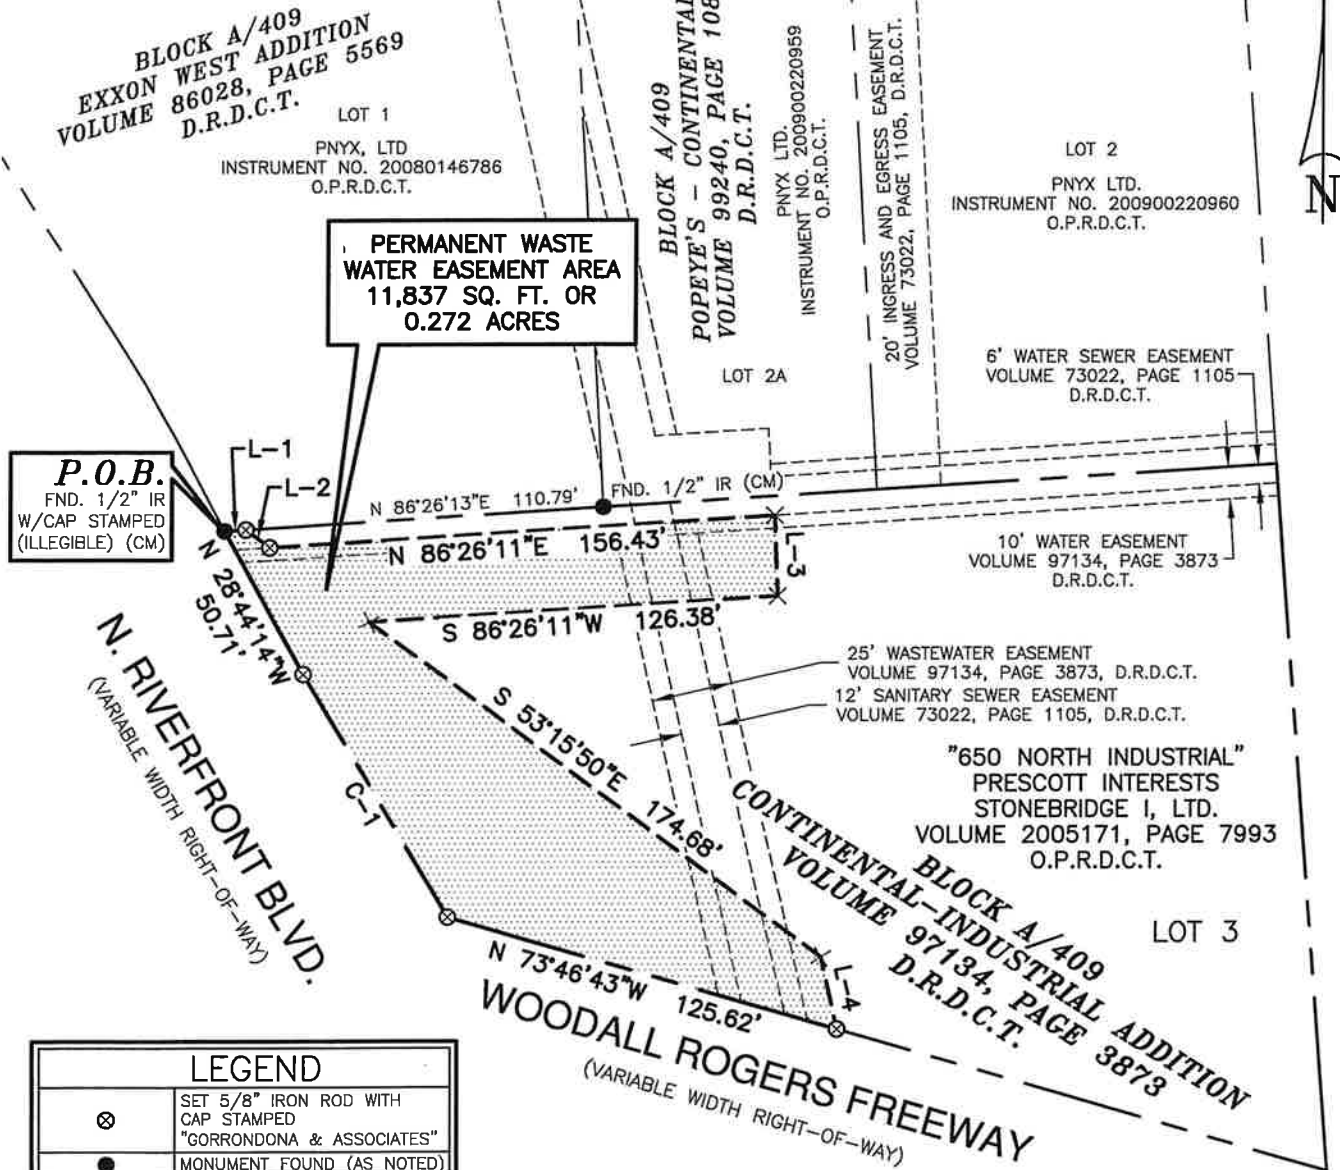 BLOCK A/409
EXXON WEST ADDITION
VOLUME 86028, PAGE 5569
D.R.D.C.T.
LOT 1
PNYX, LTD
INSTRUMENT NO. 20080146786
O.P.R.D.C.T.
BLOCK A/409
POPEYE'S - CONTINENTAL
VOLUME 99240, PAGE 108
D.R.D.C.T.
PNYX LTD.
INSTRUMENT NO. 200900220959
O.P.R.D.C.T.
20' INGRESS AND EGRESS EASEMENT
VOLUME 73022, PAGE 1105, D.R.D.C.T.
LOT 2
PNYX LTD.
INSTRUMENT NO. 200900220960
O.P.R.D.C.T.
N
PERMANENT WASTE
WATER EASEMENT AREA
11,837 SQ. FT. OR
0.272 ACRES
LOT 2A
6' WATER SEWER EASEMENT
VOLUME 73022, PAGE 1105
D.R.D.C.T.
P.O.B.
FND. 1/2" IR
W/CAP STAMPED
(ILLEGIBLE) (CM)
L-1
L-2
N 86°26'13"E 110.79'
FND. 1/2" IR (CM)
N 86°26'11"E 156.43'
L-3
10' WATER EASEMENT
VOLUME 97134, PAGE 3873
D.R.D.C.T.
N 28°44'14"W
50.71'
S 86°26'11"W 126.38'
25' WASTEWATER EASEMENT
VOLUME 97134, PAGE 3873, D.R.D.C.T.
12' SANITARY SEWER EASEMENT
VOLUME 73022, PAGE 1105, D.R.D.C.T.
N. RIVERFRONT BLVD.
(VARIABLE WIDTH RIGHT-OF-WAY)
C-1
S 53°15'50"E 174.68'
"650 NORTH INDUSTRIAL"
PRESCOTT INTERESTS
STONEBRIDGE I, LTD.
VOLUME 2005171, PAGE 7993
O.P.R.D.C.T.
BLOCK A/409
CONTINENTAL-INDUSTRIAL ADDITION
VOLUME 97134, PAGE 3873
D.R.D.C.T.
LOT 3
L-4
N 73°46'43"W 125.62'
WOODALL ROGERS FREEWAY
(VARIABLE WIDTH RIGHT-OF-WAY)
LEGEND
SET 5/8" IRON ROD WITH
CAP STAMPED
"GORRONDONA & ASSOCIATES"
MONUMENT FOUND (AS NOTED)